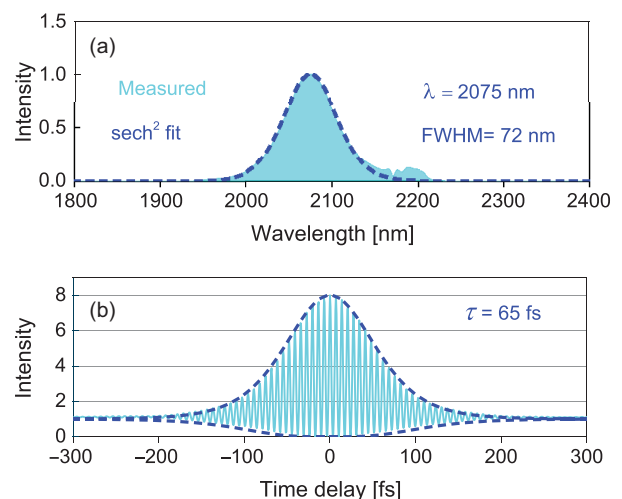 (a)
Intensity
1.5
1.0
0.5
0.0
Measured
sech² fit
λ = 2075 nm
FWHM= 72 nm
1800 1900 2000 2100 2200 2300 2400
Wavelength [nm]
(b)
Intensity
8
6
4
2
0
τ = 65 fs
–300 –200 –100 0 100 200 300
Time delay [fs]